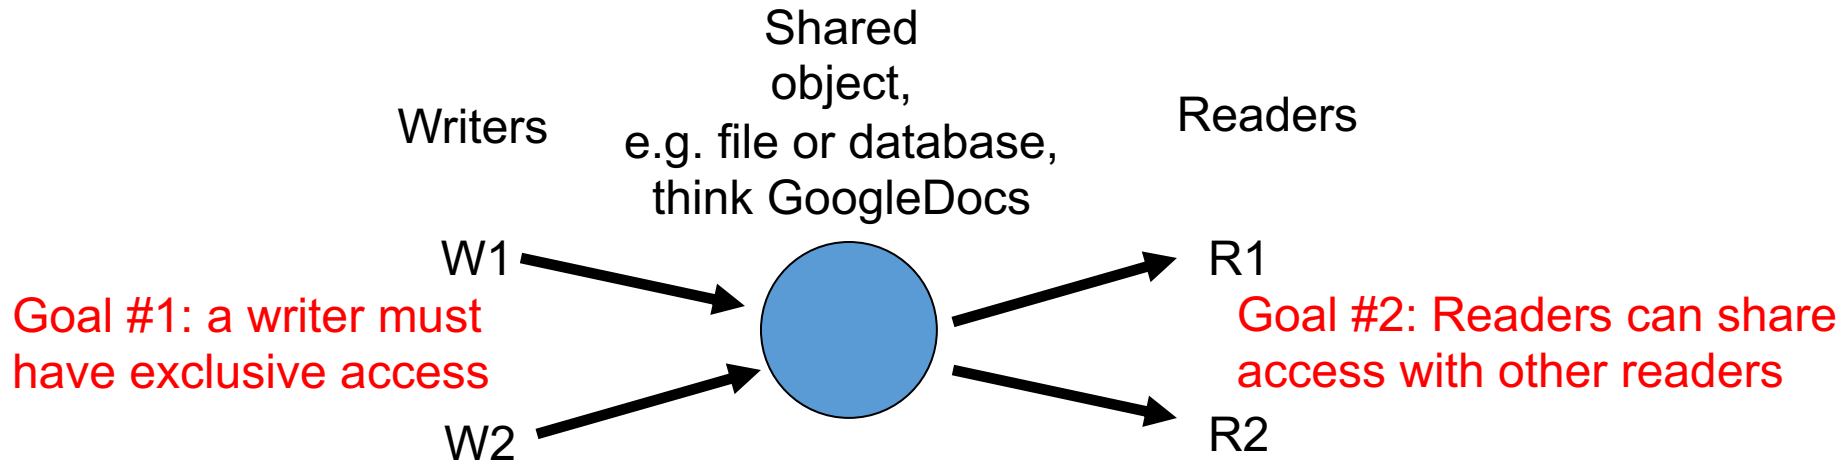 Shared
object,
e.g. file or database,
think GoogleDocs
Writers
Readers
W1
R1
Goal #1: a writer must
have exclusive access
Goal #2: Readers can share
access with other readers
W2
R2